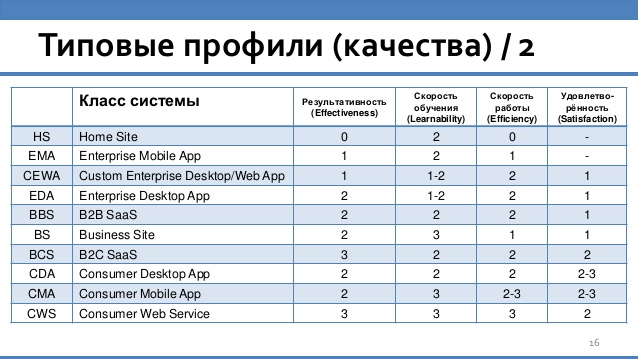 Типовые профили (качества) / 2
Класс системы Результативность (Effectiveness) Скорость обучения (Learnability) Скорость работы (Efficiency) Удовлетво-рённость (Satisfaction)
HS Home Site 0 2 0 -
EMA Enterprise Mobile App 1 2 1 -
CEWA Custom Enterprise Desktop/Web App 1 1-2 2 1
EDA Enterprise Desktop App 2 1-2 2 1
BBS B2B SaaS 2 2 2 1
BS Business Site 2 3 1 1
BCS B2C SaaS 3 2 2 2
CDA Consumer Desktop App 2 2 2 2-3
CMA Consumer Mobile App 2 3 2-3 2-3
CWS Consumer Web Service 3 3 3 2
16